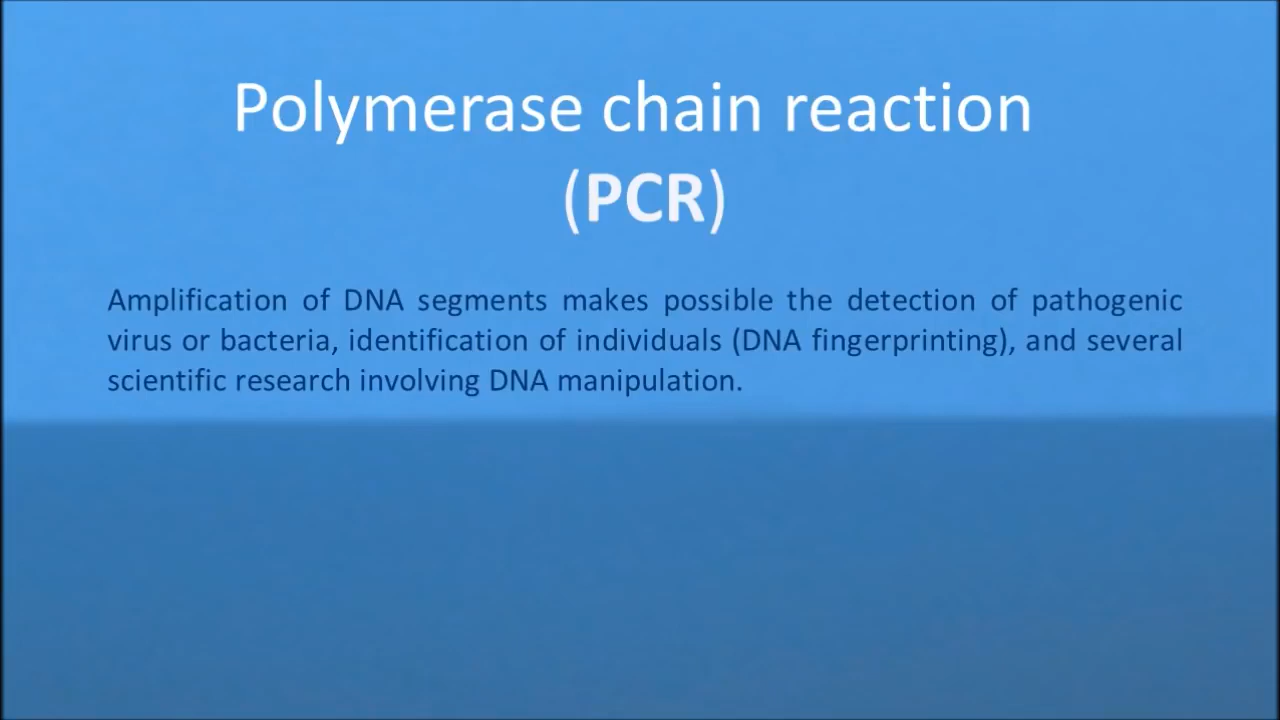 Polymerase chain reaction
(PCR)
Amplification of DNA segments makes possible the detection of pathogenic
virus or bacteria, identification of individuals (DNA fingerprinting), and several
scientific research involving DNA manipulation.